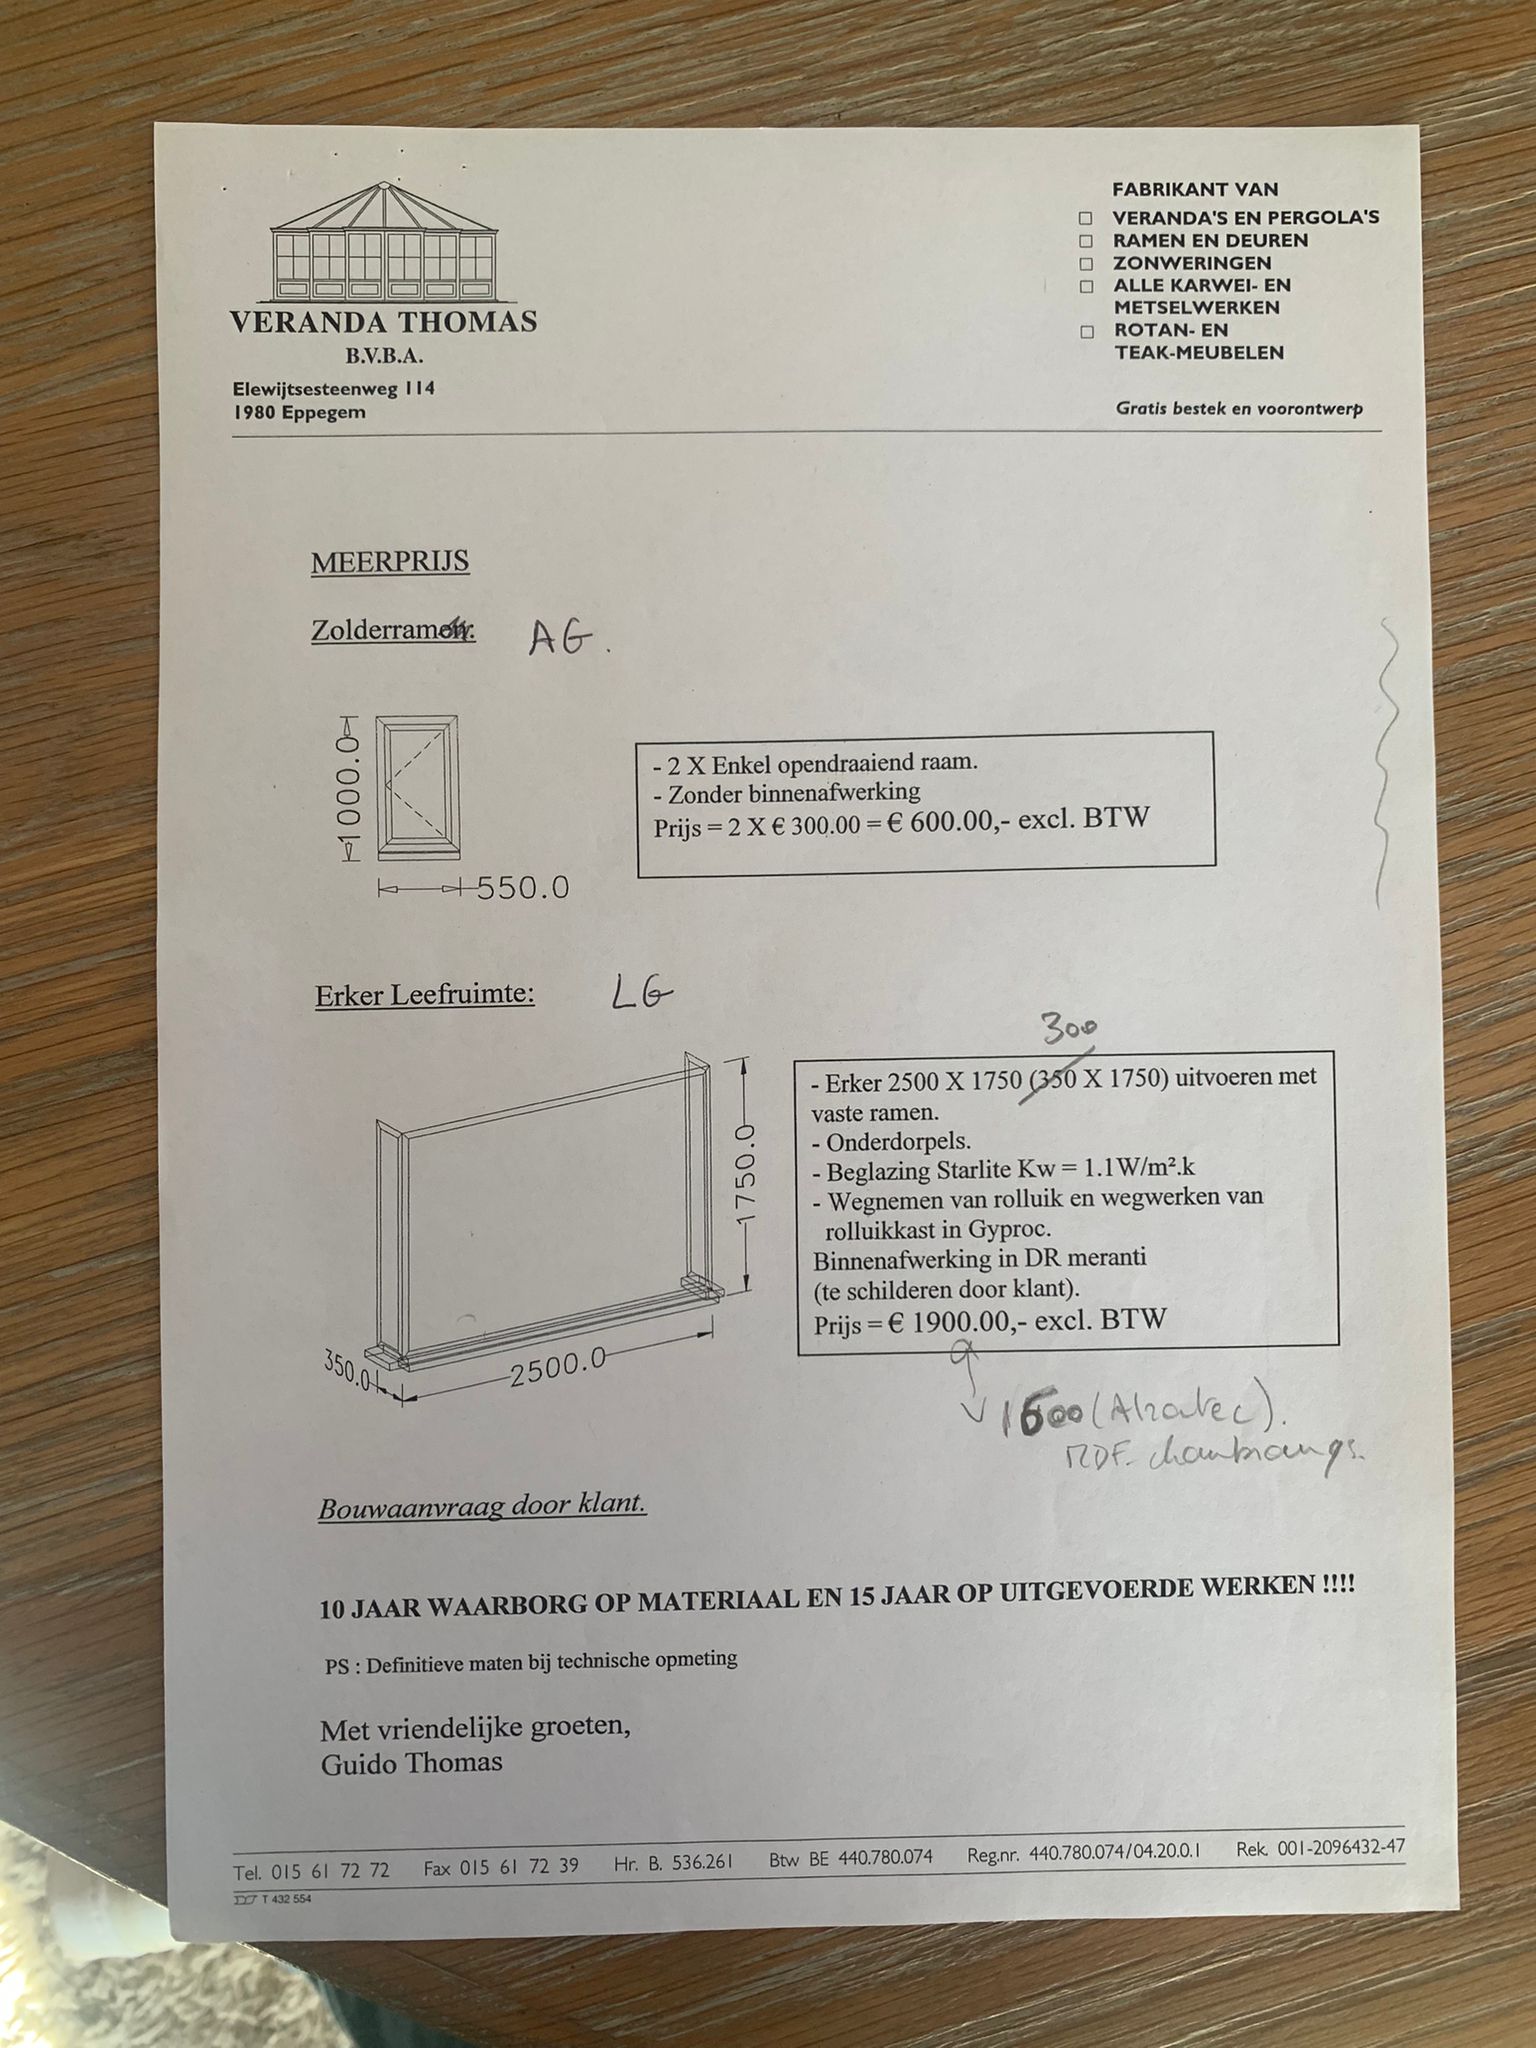 VERANDA THOMAS
B.V.B.A.
Elewijtsesteenweg 114
1980 Eppegem
FABRIKANT VAN
VERANDA'S EN PERGOLA'S
RAMEN EN DEUREN
ZONWERINGEN
ALLE KARWEI- EN
METSELWERKEN
ROTAN- EN
TEAK-MEUBELEN
Gratis bestek en voorontwerp
MEERPRIJS
Zolderramen: AG.
1000.0
550.0
- 2 X Enkel opendraaiend raam.
- Zonder binnenafwerking
Prijs = 2 X € 300.00 = € 600.00,- excl. BTW
Erker Leefruimte: LG
1750.0
350.0
2500.0
300
- Erker 2500 X 1750 (350 X 1750) uitvoeren met
vaste ramen.
- Onderdorpels.
- Beglazing Starlite Kw = 1.1W/m².k
- Wegnemen van rolluik en wegwerken van
rolluikkast in Gyproc.
Binnenafwerking in DR meranti
(te schilderen door klant).
Prijs = € 1900.00,- excl. BTW
1600 (Alzatec).
MDF. chambrangs.
Bouwaanvraag door klant.
10 JAAR WAARBORG OP MATERIAAL EN 15 JAAR OP UITGEVOERDE WERKEN !!!!
PS : Definitieve maten bij technische opmeting
Met vriendelijke groeten,
Guido Thomas
Tel. 015 61 72 72 Fax 015 61 72 39 Hr. B. 536.261 Btw BE 440.780.074 Reg.nr. 440.780.074/04.20.0.1 Rek. 001-2096432-47
T 432 554